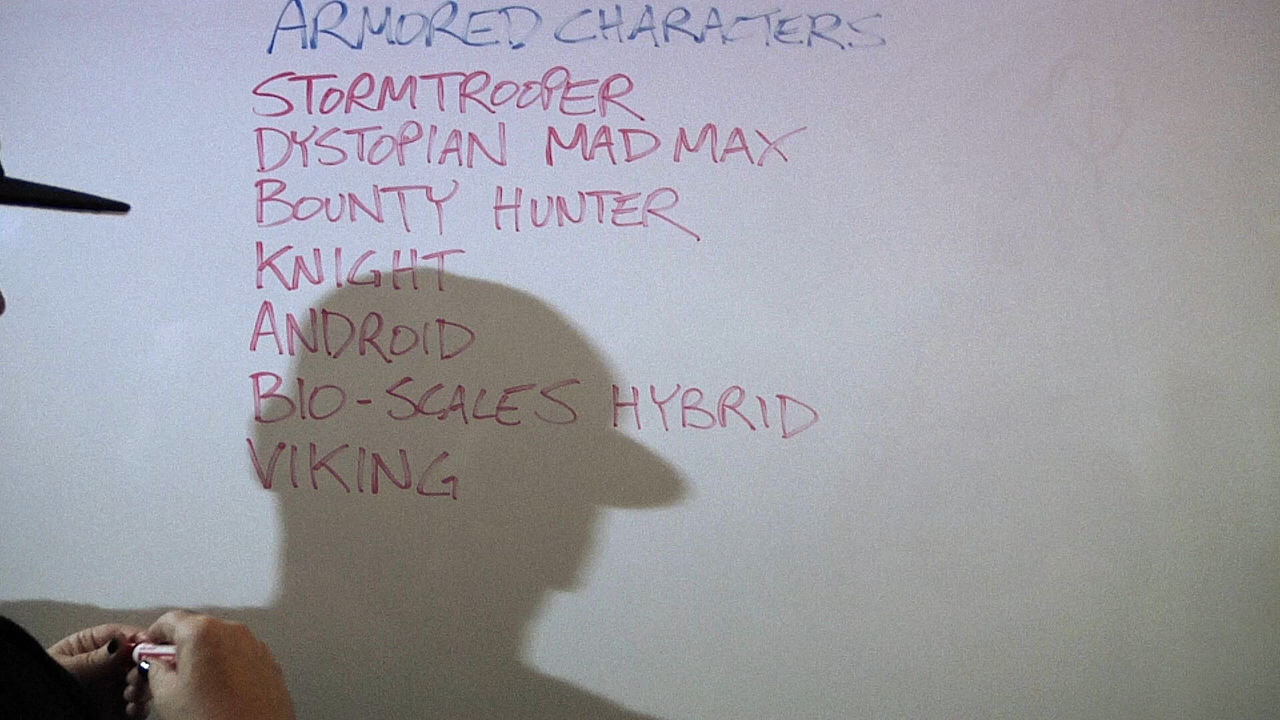 ARMORED CHARACTERS
STORMTROOPER
DYSTOPIAN MAD MAX
BOUNTY HUNTER
KNIGHT
ANDROID
BIO-SCALES HYBRID
VIKING